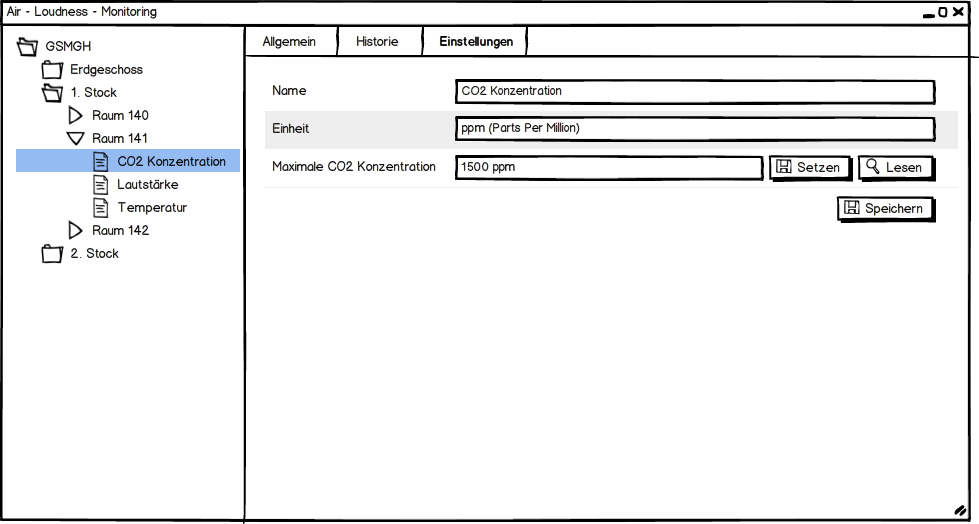 Air - Loudness - Monitoring
GSMGH
Erdgeschoss
1. Stock
Raum 140
Raum 141
CO2 Konzentration
Lautstärke
Temperatur
Raum 142
2. Stock
Allgemein Historie Einstellungen
Name CO2 Konzentration
Einheit ppm (Parts Per Million)
Maximale CO2 Konzentration 1500 ppm Setzen Lesen
Speichern